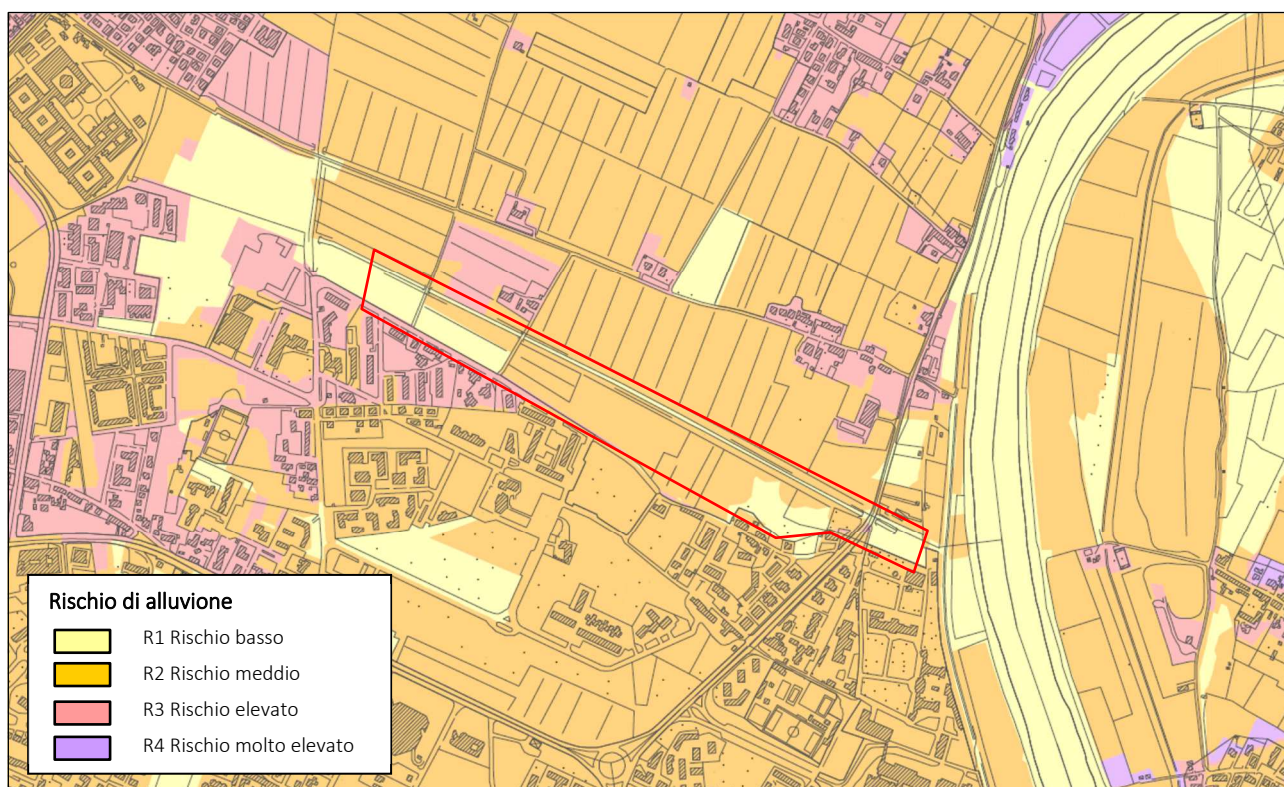 Rischio di alluvione
R1 Rischio basso
R2 Rischio meddio
R3 Rischio elevato
R4 Rischio molto elevato